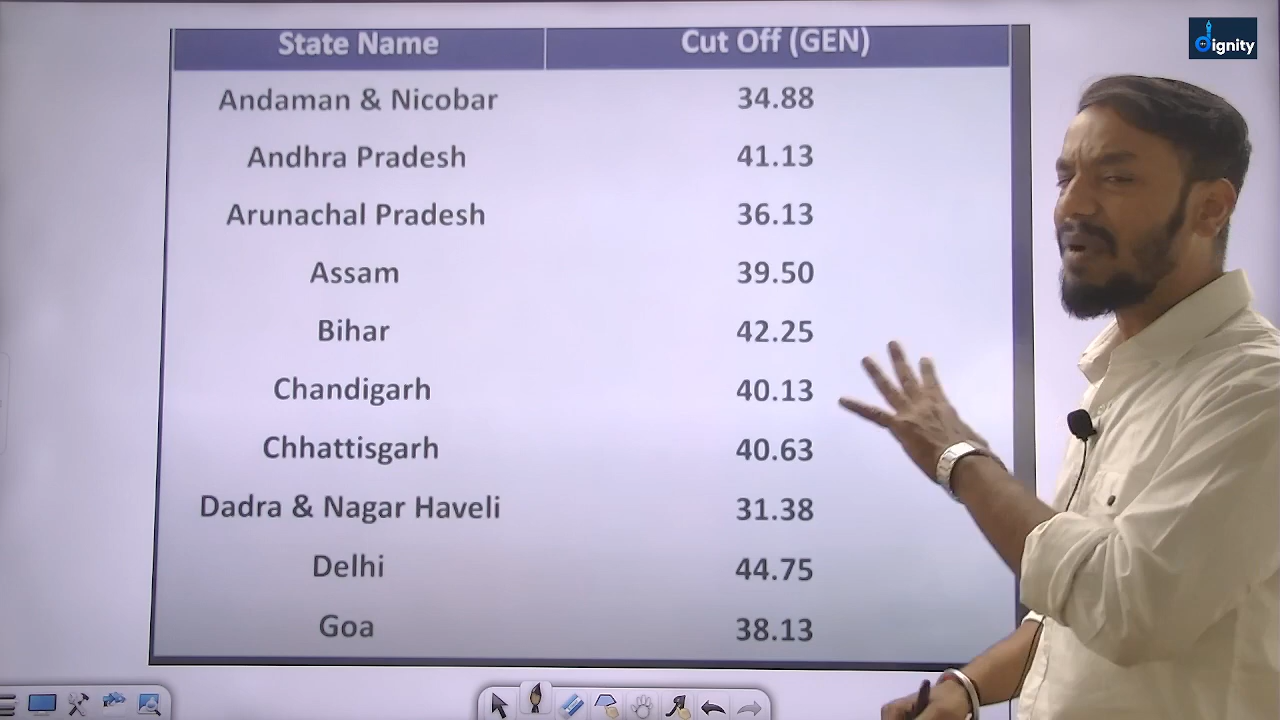 dignity
State Name Cut Off (GEN)
Andaman & Nicobar 34.88
Andhra Pradesh 41.13
Arunachal Pradesh 36.13
Assam 39.50
Bihar 42.25
Chandigarh 40.13
Chhattisgarh 40.63
Dadra & Nagar Haveli 31.38
Delhi 44.75
Goa 38.13